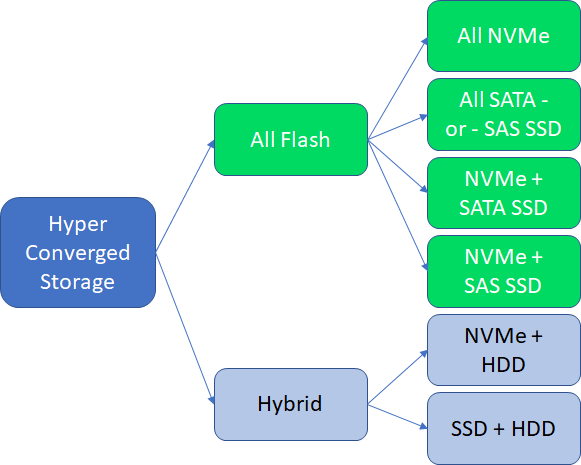 Hyper
Converged
Storage
All Flash
All NVMe
All SATA -
or - SAS SSD
NVMe +
SATA SSD
NVMe +
SAS SSD
Hybrid
NVMe +
HDD
SSD + HDD